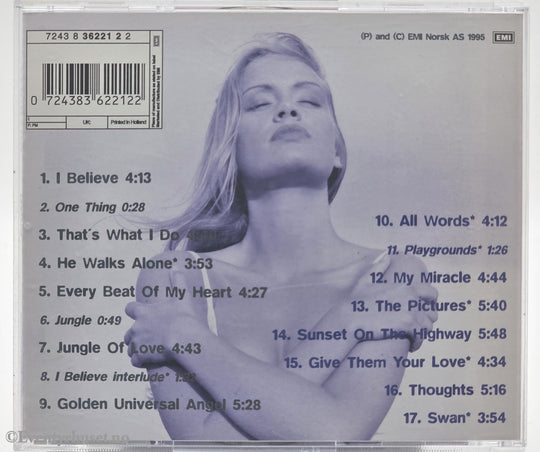 7243 8 36221 2 2
(P) and (C) EMI Norsk AS 1995
EMI
0 724383 622122
UK:
Printed in Holland
1. I Believe 4:13
2. One Thing 0:28
3. That´s What I Do
4. He Walks Alone* 3:53
5. Every Beat Of My Heart 4:27
6. Jungle 0:49
7. Jungle Of Love 4:43
8. I Believe interlude*
9. Golden Universal Angel 5:28
10. All Words* 4:12
11. Playgrounds* 1:26
12. My Miracle 4:44
13. The Pictures* 5:40
14. Sunset On The Highway 5:48
15. Give Them Your Love* 4:34
16. Thoughts 5:16
17. Swan* 3:54